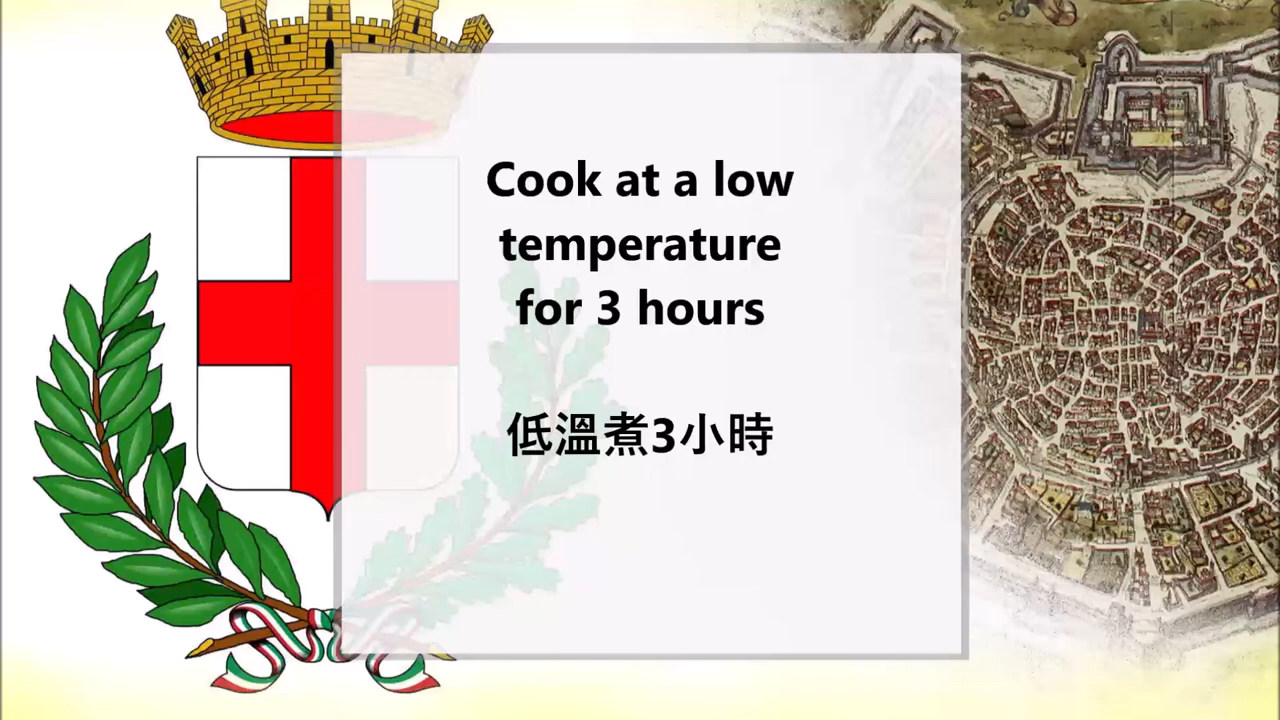 Cook at a low
temperature
for 3 hours
低溫煮3小時